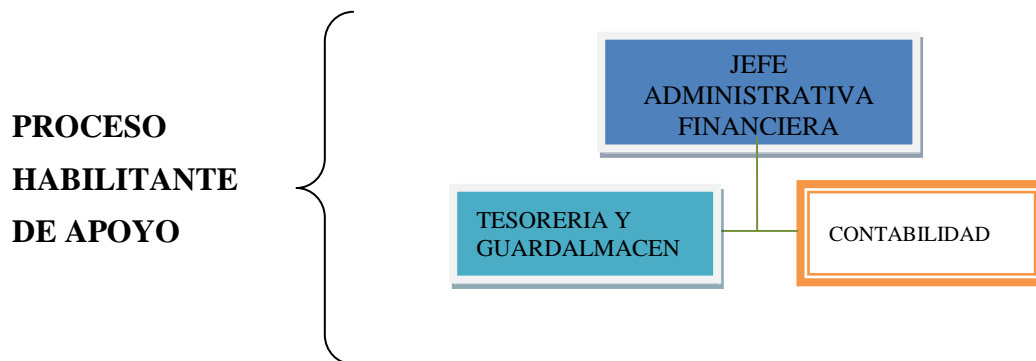 PROCESO
HABILITANTE
DE APOYO
JEFE
ADMINISTRATIVA
FINANCIERA
TESORERIA Y
GUARDALMACEN
CONTABILIDAD